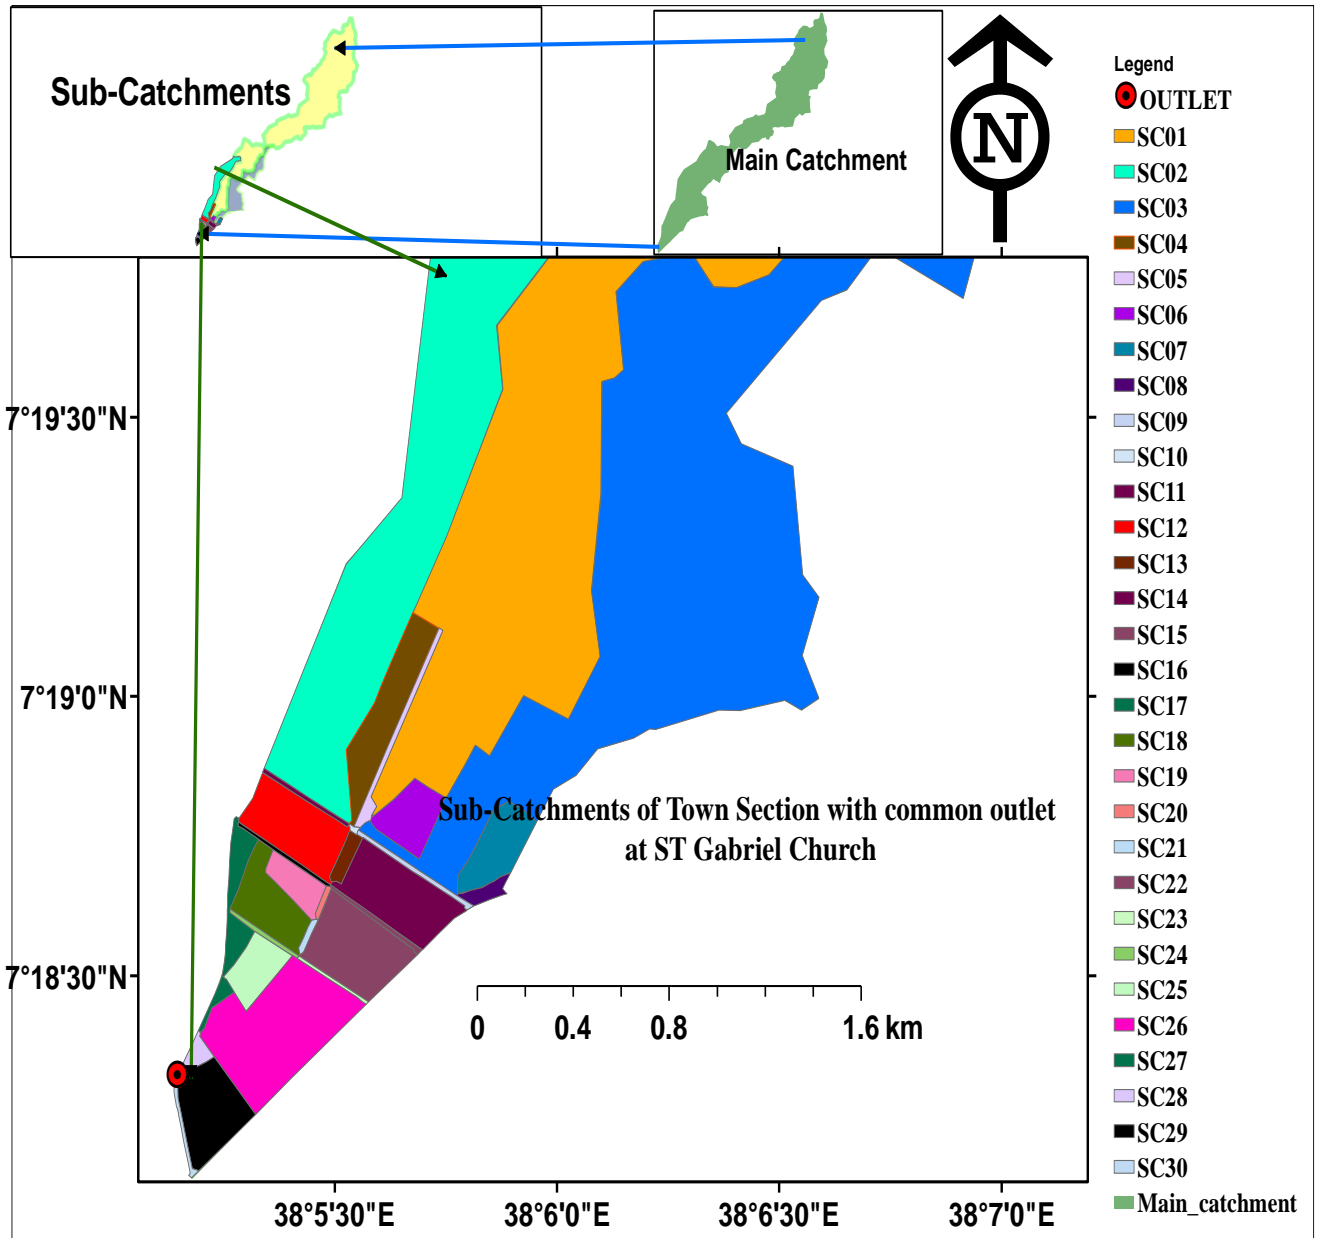 Sub-Catchments
Main Catchment
N
Legend
OUTLET
SC01
SC02
SC03
SC04
SC05
SC06
SC07
SC08
SC09
SC10
SC11
SC12
SC13
SC14
SC15
SC16
SC17
SC18
SC19
SC20
SC21
SC22
SC23
SC24
SC25
SC26
SC27
SC28
SC29
SC30
Main_catchment
7°19'30"N
7°19'0"N
7°18'30"N
Sub-Catchments of Town Section with common outlet
at ST Gabriel Church
0 0.4 0.8 1.6 km
38°5'30"E 38°6'0"E 38°6'30"E 38°7'0"E